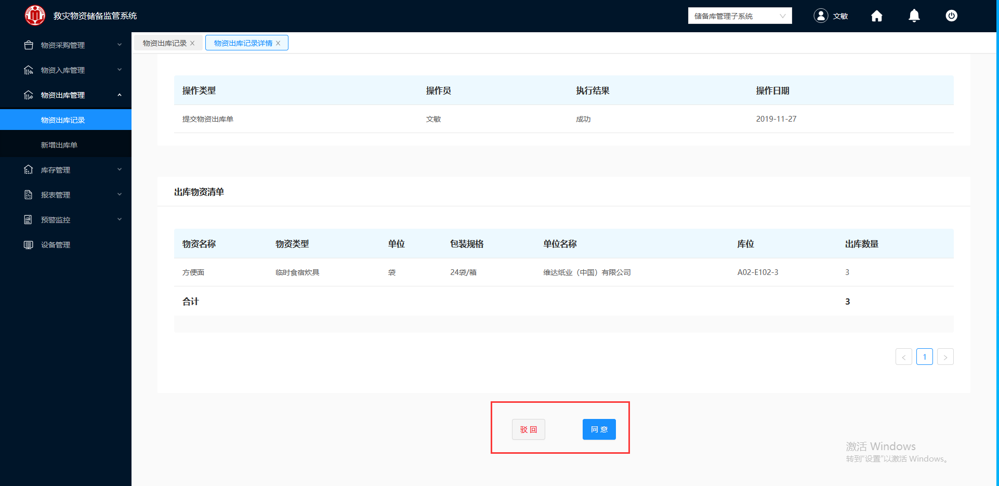 救灾物资储备监管系统
储备库管理子系统
文敏
物资采购管理
物资入库管理
物资出库管理
物资出库记录
新增出库单
库存管理
报表管理
预警监控
设备管理
物资出库记录
物资出库记录详情
操作类型 操作员 执行结果 操作日期
提交物资出库单 文敏 成功 2019-11-27
出库物资清单
物资名称 物资类型 单位 包装规格 单位名称 库位 出库数量
方便面 临时食宿炊具 袋 24袋/箱 维达纸业（中国）有限公司 A02-E102-3 3
合计 3
< 1 >
驳 回 同 意
激活 Windows
转到“设置”以激活 Windows。